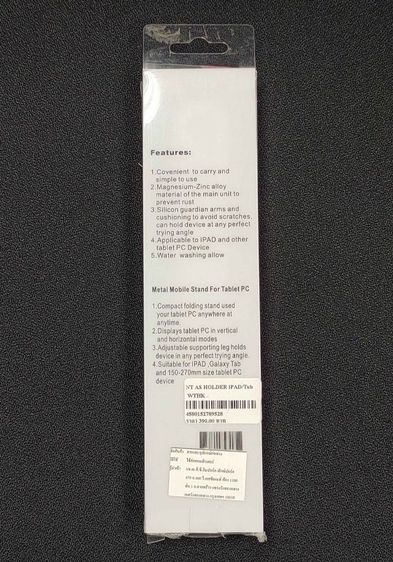 Features:
1.Covenient to carry and
simple to use
2.Magnesium-Zinc alloy
material of the main unit to
prevent rust
3.Silicon guardian arms and
cushioning to avoid scratches,
can hold device at any perfect
trying angle
4.Applicable to IPAD and other
tablet PC Device
5.Water washing allow
Metal Mobile Stand For Tablet PC
1.Compact folding stand used
your tablet PC anywhere at
anytime.
2.Displays tablet PC in vertical
and horizontal modes
3.Adjustable supporting leg holds
device in any perfect trying angle.
4.Suitable for IPAD ,Galaxy Tab
and 150-270mm size tablet PC
device
NT AS HOLDER IPAD/Tab
WTHK
4580152789528
390.00